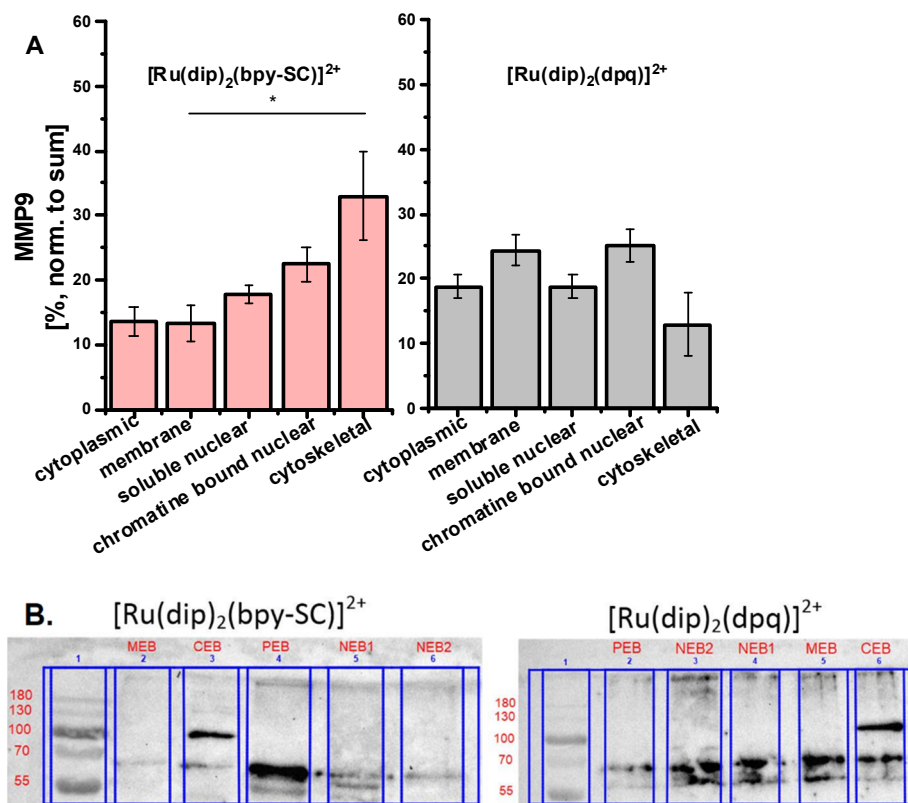 A
[Ru(dip)2(bpy-SC)]2+
*
MMP9
[%, norm. to sum]
60
50
40
30
20
10
0
cytoplasmic
membrane
soluble nuclear
chromatine bound nuclear
cytoskeletal
[Ru(dip)2(dpq)]2+
60
50
40
30
20
10
0
cytoplasmic
membrane
soluble nuclear
chromatine bound nuclear
cytoskeletal
B. [Ru(dip)2(bpy-SC)]2+
MEB CEB PEB NEB1 NEB2
1 2 3 4 5 6
180
130
100
70
55
[Ru(dip)2(dpq)]2+
PEB NEB2 NEB1 MEB CEB
1 2 3 4 5 6
180
130
100
70
55